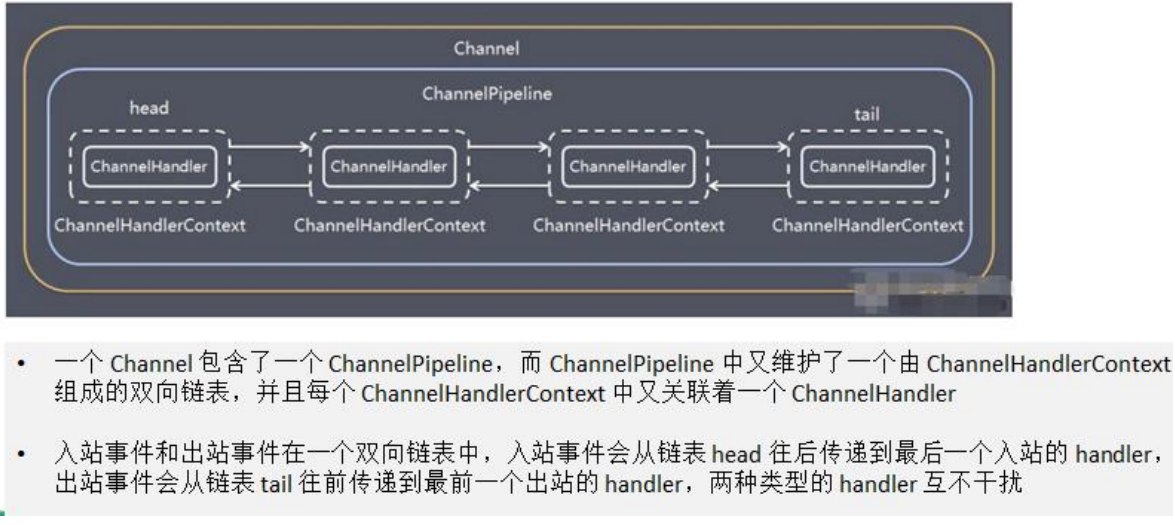 Channel
ChannelPipeline
head
tail
ChannelHandler ChannelHandler ChannelHandler ChannelHandler
ChannelHandlerContext ChannelHandlerContext ChannelHandlerContext ChannelHandlerContext
• 一个 Channel 包含了一个 ChannelPipeline，而 ChannelPipeline 中又维护了一个由 ChannelHandlerContext
组成的双向链表，并且每个 ChannelHandlerContext 中又关联着一个 ChannelHandler
• 入站事件和出站事件在一个双向链表中，入站事件会从链表 head 往后传递到最后一个入站的 handler，
出站事件会从链表 tail 往前传递到最前一个出站的 handler，两种类型的 handler 互不干扰